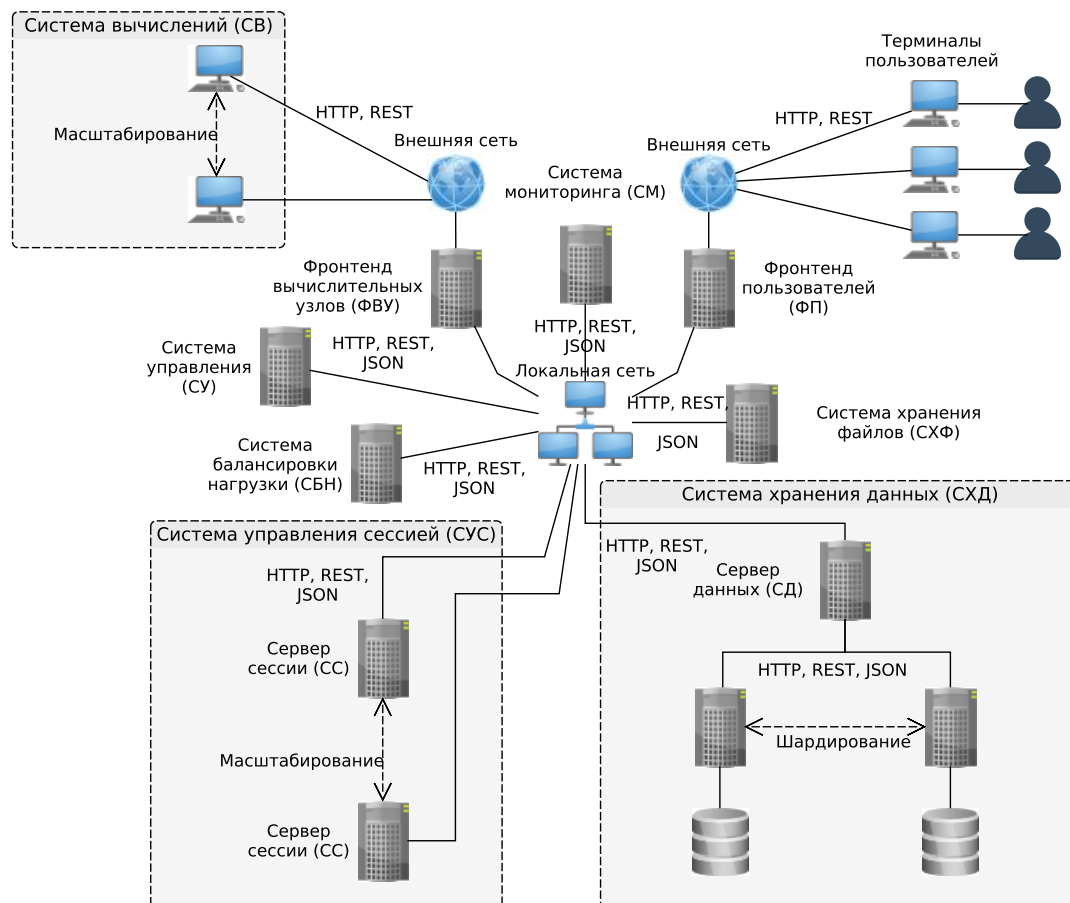 Система вычислений (СВ)
Масштабирование
HTTP, REST
Внешняя сеть
Система
мониторинга (СМ)
Внешняя сеть
HTTP, REST
Терминалы
пользователей
Фронтенд
вычислительных
узлов (ФВУ)
Фронтенд
пользователей
(ФП)
Система
управления
(СУ)
HTTP, REST,
JSON
HTTP, REST,
JSON
Локальная сеть
HTTP, REST,
JSON
Система хранения
файлов (СХФ)
Система
балансировки
нагрузки (СБН)
HTTP, REST,
JSON
Система управления сессией (СУС)
HTTP, REST,
JSON
Сервер
сессии (СС)
Масштабирование
Сервер
сессии (СС)
Система хранения данных (СХД)
HTTP, REST,
JSON
Сервер
данных (СД)
HTTP, REST, JSON
Шардирование